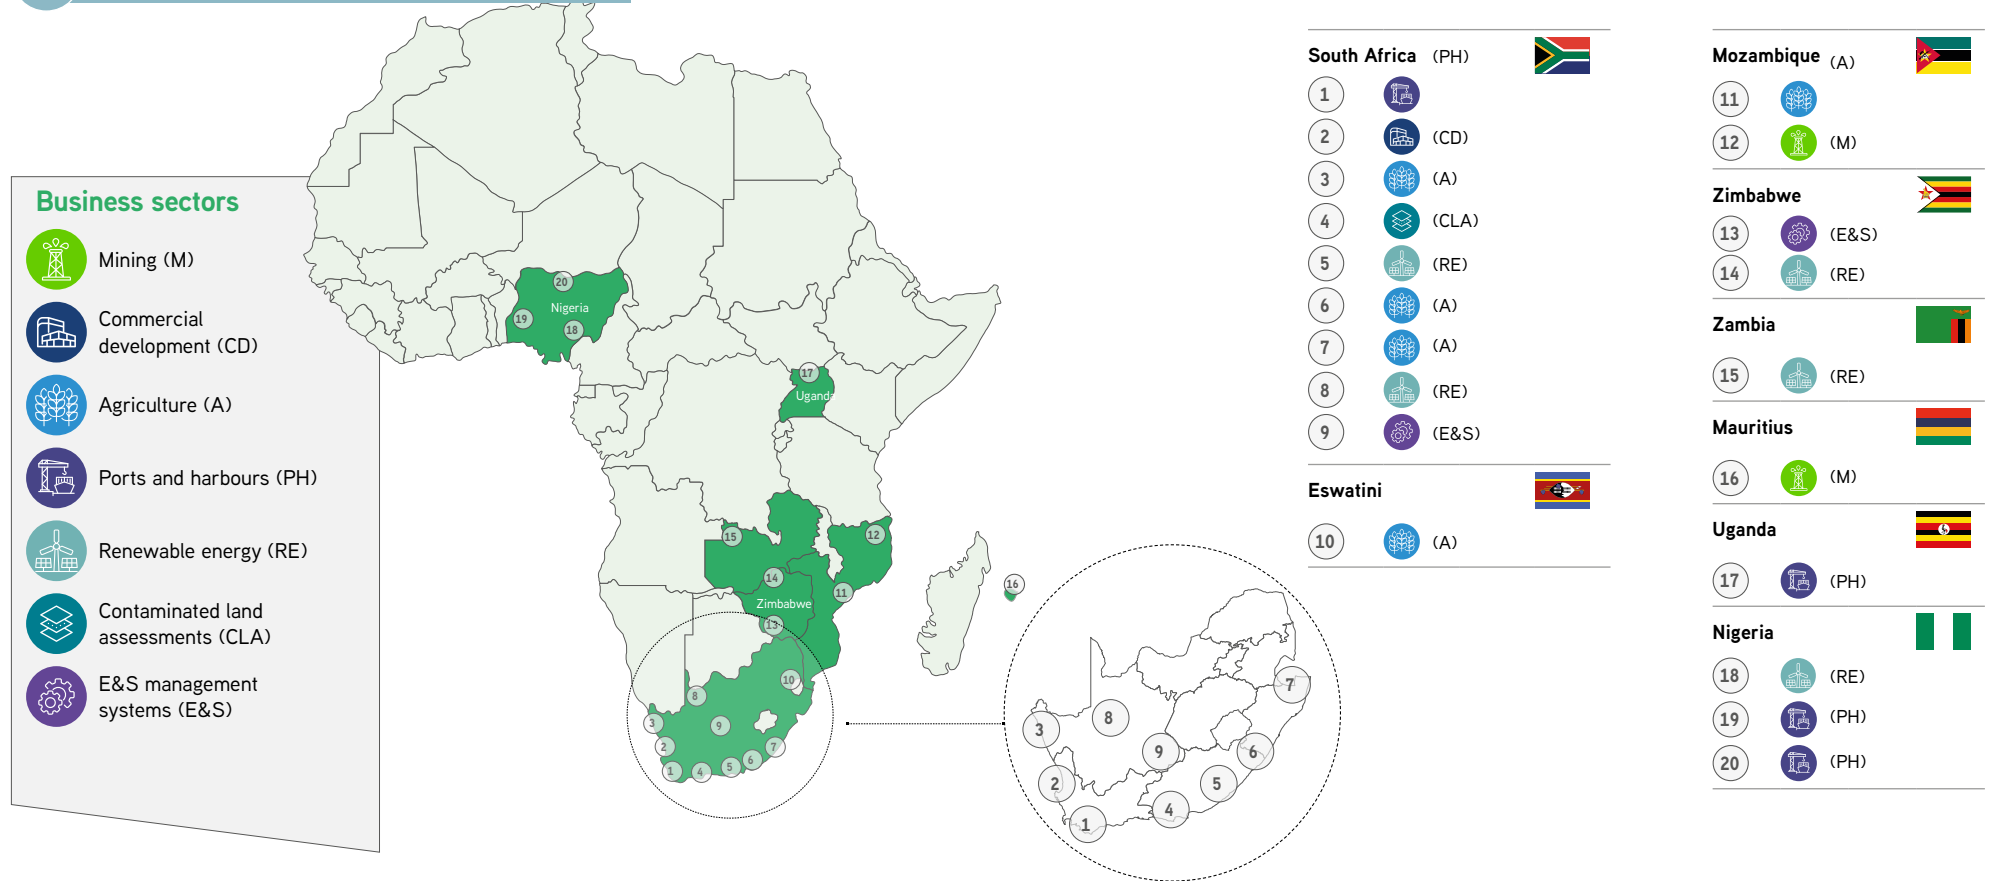 Business sectors
Mining (M)
Commercial
development (CD)
Agriculture (A)
Ports and harbours (PH)
Renewable energy (RE)
Contaminated land
assessments (CLA)
E&S management
systems (E&S)
20
Nigeria
19
18
17
Uganda
15
12
14
11
16
Zimbabwe
13
10
8
3
9
2
7
6
5
4
1
7
8
3
9
6
2
5
4
1
South Africa (PH)
1
2 (CD)
3 (A)
4 (CLA)
5 (RE)
6 (A)
7 (A)
8 (RE)
9 (E&S)
Eswatini
10 (A)
Mozambique (A)
11
12 (M)
Zimbabwe
13 (E&S)
14 (RE)
Zambia
15 (RE)
Mauritius
16 (M)
Uganda
17 (PH)
Nigeria
18 (RE)
19 (PH)
20 (PH)